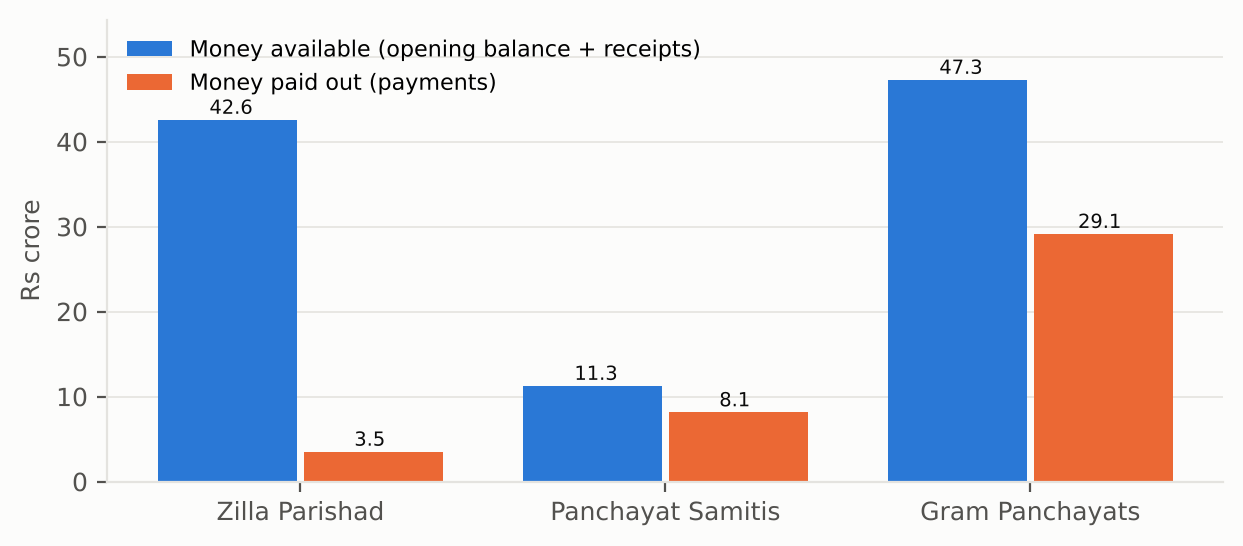 Money available (opening balance + receipts)
Money paid out (payments)
Rs crore
50
40
30
20
10
0
42.6
3.5
11.3
8.1
47.3
29.1
Zilla Parishad
Panchayat Samitis
Gram Panchayats